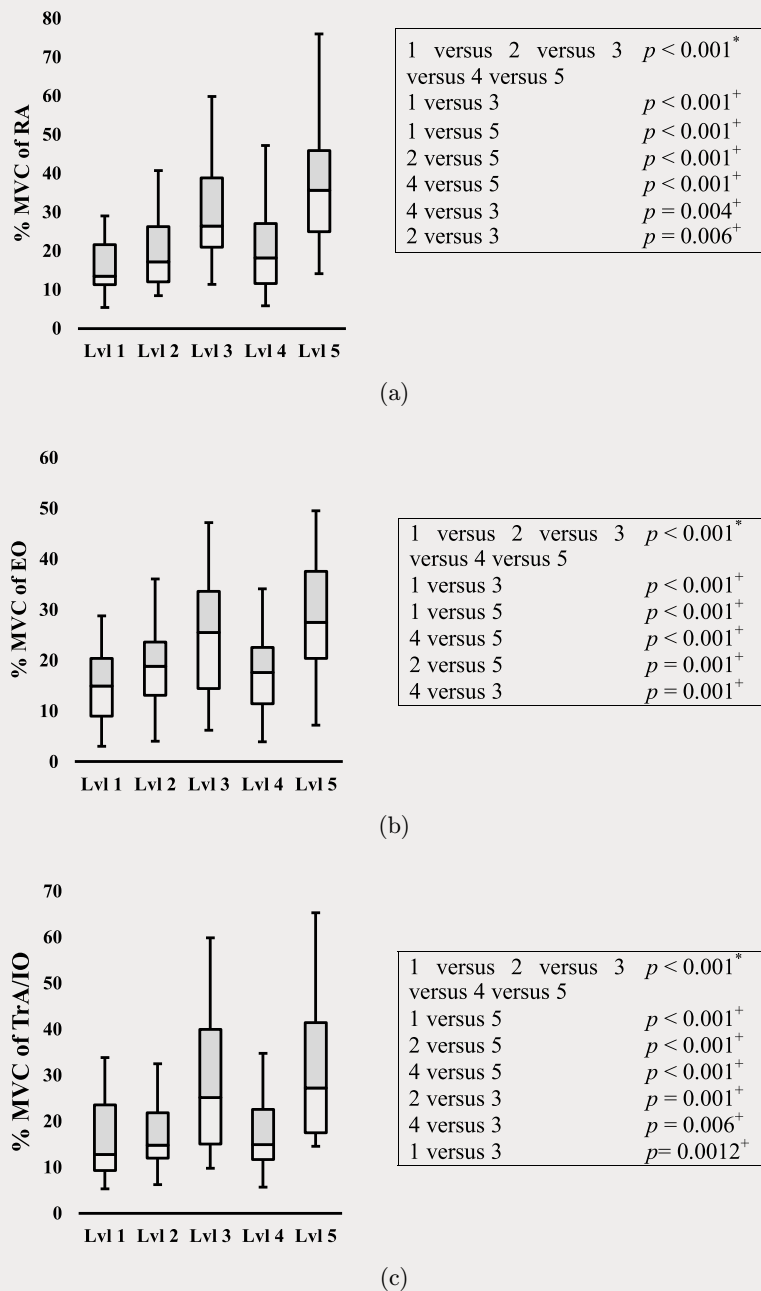 % MVC of RA
80
70
60
50
40
30
20
10
0
Lvl 1 Lvl 2 Lvl 3 Lvl 4 Lvl 5
1 versus 2 versus 3 p < 0.001*
versus 4 versus 5
1 versus 3 p < 0.001+
1 versus 5 p < 0.001+
2 versus 5 p < 0.001+
4 versus 5 p < 0.001+
4 versus 3 p = 0.004+
2 versus 3 p = 0.006+
(a)
% MVC of EO
60
50
40
30
20
10
0
Lvl 1 Lvl 2 Lvl 3 Lvl 4 Lvl 5
1 versus 2 versus 3 p < 0.001*
versus 4 versus 5
1 versus 3 p < 0.001+
1 versus 5 p < 0.001+
4 versus 5 p < 0.001+
2 versus 5 p = 0.001+
4 versus 3 p = 0.001+
(b)
% MVC of TrA/IO
70
60
50
40
30
20
10
0
Lvl 1 Lvl 2 Lvl 3 Lvl 4 Lvl 5
1 versus 2 versus 3 p < 0.001*
versus 4 versus 5
1 versus 5 p < 0.001+
2 versus 5 p < 0.001+
4 versus 5 p < 0.001+
2 versus 3 p = 0.001+
4 versus 3 p = 0.006+
1 versus 3 p= 0.0012+
(c)